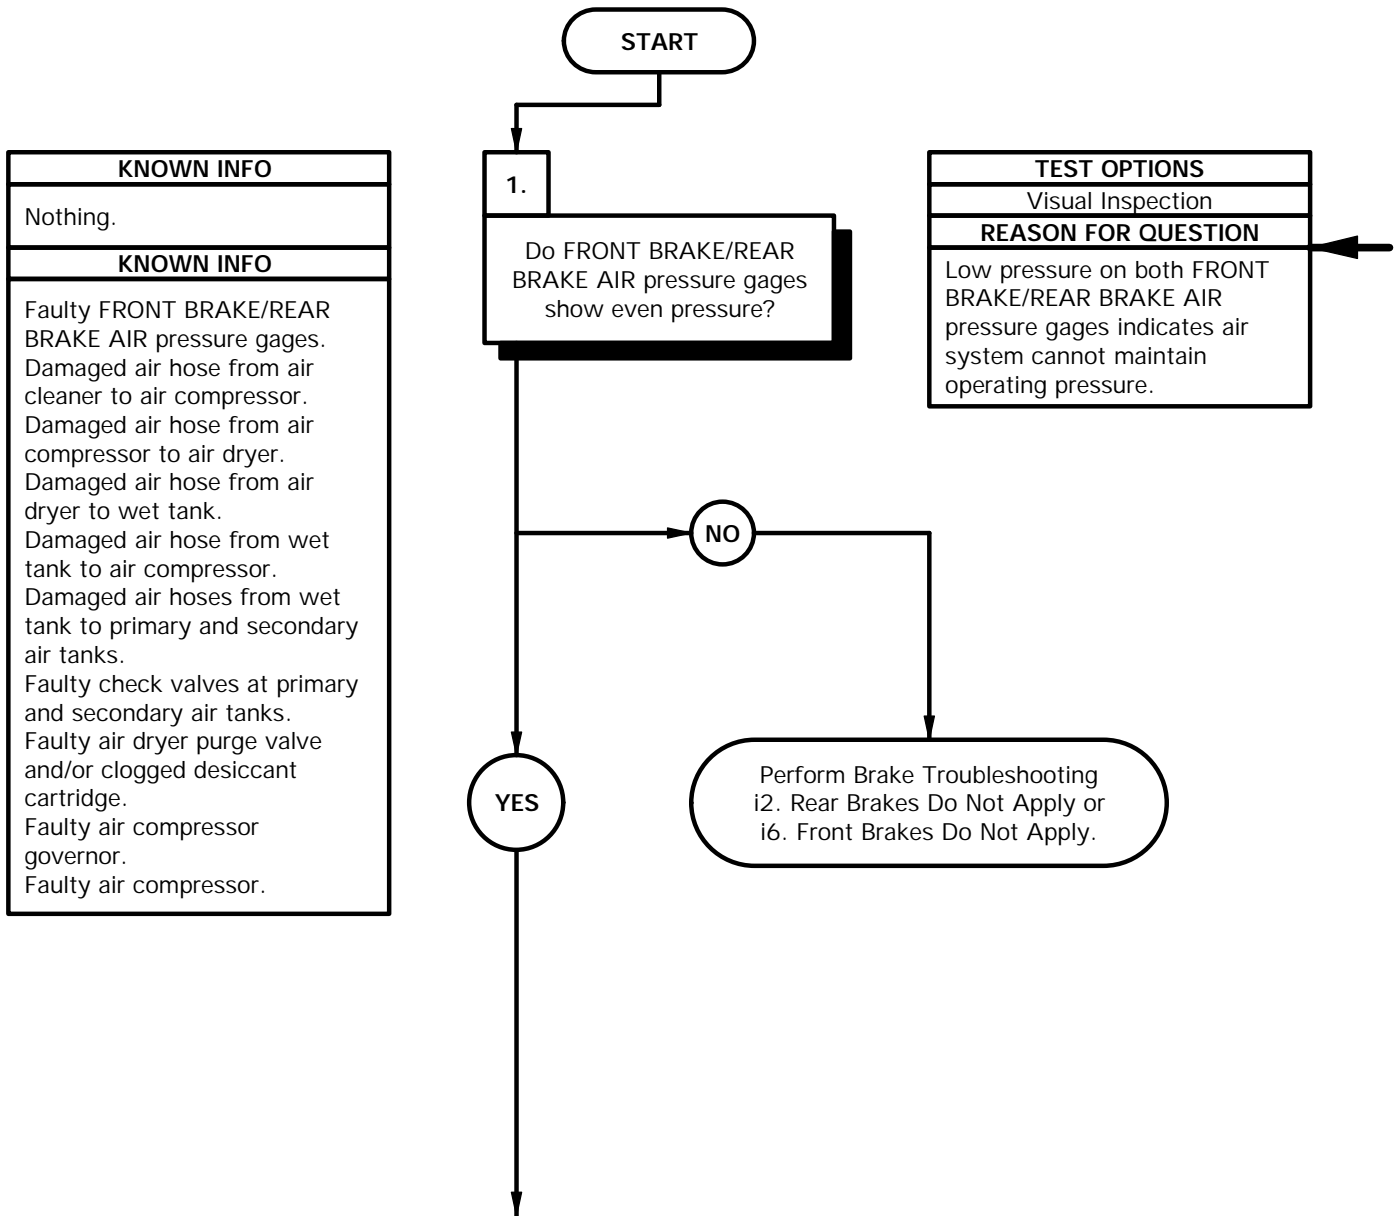 START
KNOWN INFO
Nothing.
KNOWN INFO
Faulty FRONT BRAKE/REAR
BRAKE AIR pressure gages.
Damaged air hose from air
cleaner to air compressor.
Damaged air hose from air
compressor to air dryer.
Damaged air hose from air
dryer to wet tank.
Damaged air hose from wet
tank to air compressor.
Damaged air hoses from wet
tank to primary and secondary
air tanks.
Faulty check valves at primary
and secondary air tanks.
Faulty air dryer purge valve
and/or clogged desiccant
cartridge.
Faulty air compressor
governor.
Faulty air compressor.
1.
Do FRONT BRAKE/REAR
BRAKE AIR pressure gages
show even pressure?
TEST OPTIONS
Visual Inspection
REASON FOR QUESTION
Low pressure on both FRONT
BRAKE/REAR BRAKE AIR
pressure gages indicates air
system cannot maintain
operating pressure.
NO
YES
Perform Brake Troubleshooting
i2. Rear Brakes Do Not Apply or
i6. Front Brakes Do Not Apply.